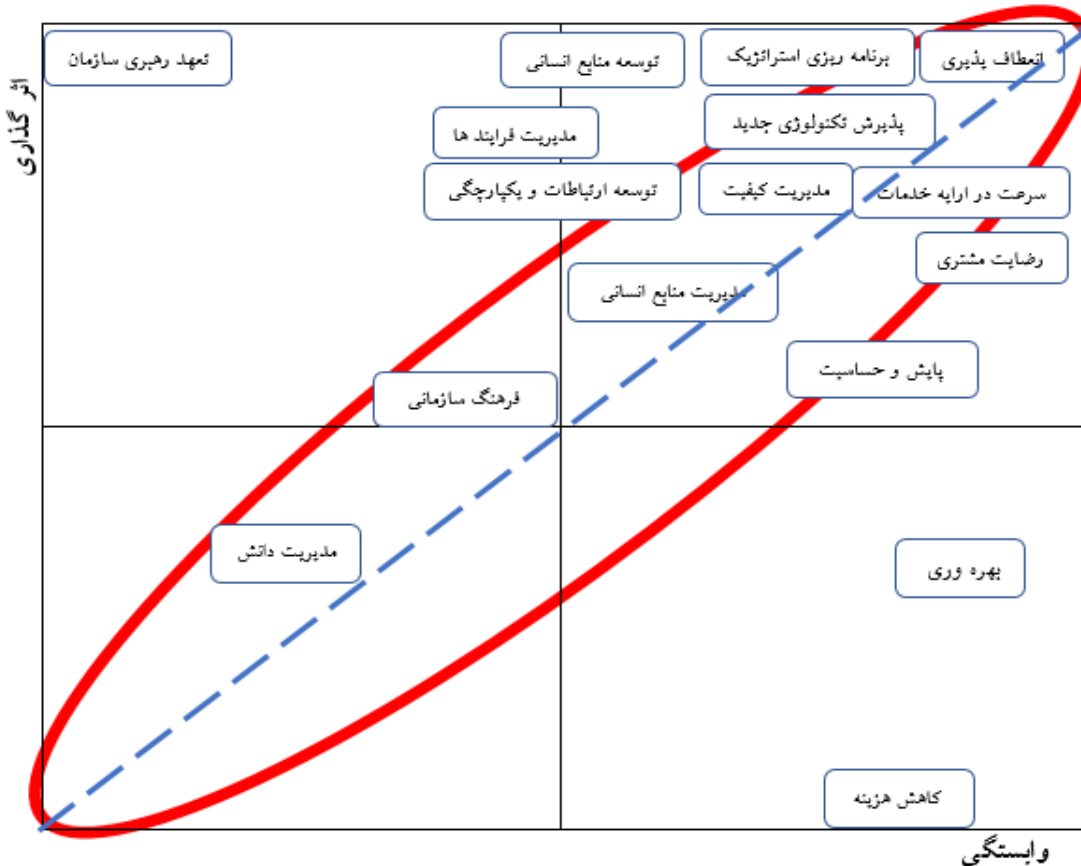 اثر گذاری
انعطاف پذیری
برنامه ریزی استراتژیک
توسعه منابع انسانی
تعهد رهبری سازمان
پذیرش تکنولوژی جدید
مدیریت فرایند ها
سرعت در ارایه خدمات
مدیریت کیفیت
توسعه ارتباطات و یکپارچگی
رضایت مشتری
مدیریت منابع انسانی
پایش و حساسیت
فرهنگ سازمانی
مدیریت دانش
بهره وری
کاهش هزینه
وابستگی